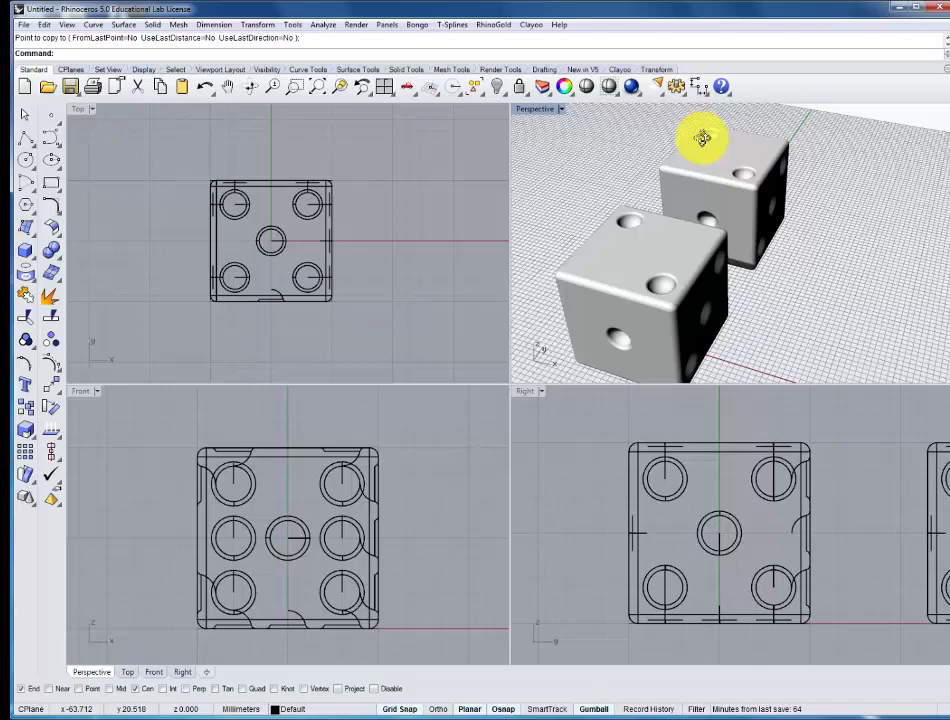 Untitled - Rhinoceros 5.0 Educational Lab License
File Edit View Curve Surface Solid Mesh Dimension Transform Tools Analyze Render Panels Bongo T-Splines RhinoGold Clayoo Help
Point to copy to ( FromLastPoint=No UseLastDistance=No UseLastDirection=No ):
Command:
Standard CPlanes Set View Display Select Viewport Layout Visibility Curve Tools Surface Tools Solid Tools Mesh Tools Render Tools Drafting New in V5 Clayoo Transform
Top
Perspective
y
x
z
y
x
Front
Right
z
x
z
y
Perspective Top Front Right
End Near Point Mid Cen Int Perp Tan Quad Knot Vertex Project Disable
CPlane x -63.712 y 20.518 z 0.000 Millimeters Default Grid Snap Ortho Planar Osnap SmartTrack Gumball Record History Filter Minutes from last save: 64